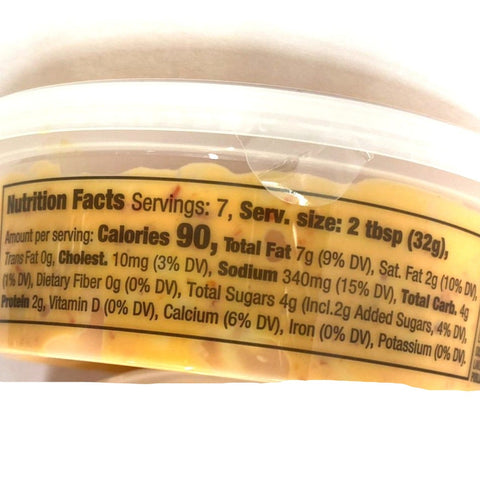 Nutrition Facts Servings: 7, Serv. size: 2 tbsp (32g),
Amount per serving: Calories 90, Total Fat 7g (9% DV), Sat. Fat 2g (10% DV),
Trans Fat 0g, Cholest. 10mg (3% DV), Sodium 340mg (15% DV), Total Carb. 4g
(1% DV), Dietary Fiber 0g (0% DV), Total Sugars 4g (Incl.2g Added Sugars, 4% DV),
Protein 2g, Vitamin D (0% DV), Calcium (6% DV), Iron (0% DV), Potassium (0% DV).